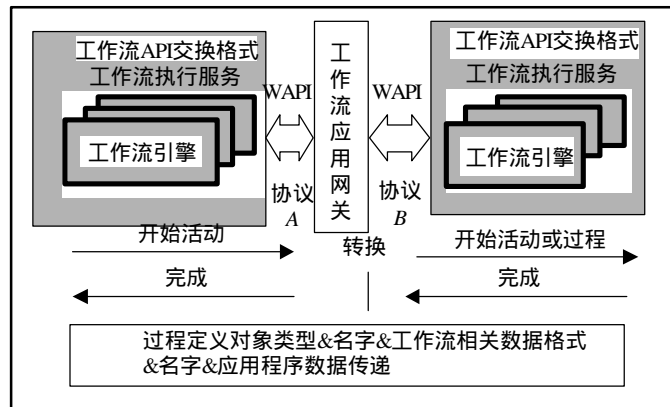 工作流API交换格式
工作流执行服务
工作流引擎
WAPI
协议
A
工作流应用网关
WAPI
协议
B
工作流API交换格式
工作流执行服务
工作流引擎
开始活动
完成
转换
开始活动或过程
完成
过程定义对象类型&名字&工作流相关数据格式
&名字&应用程序数据传递